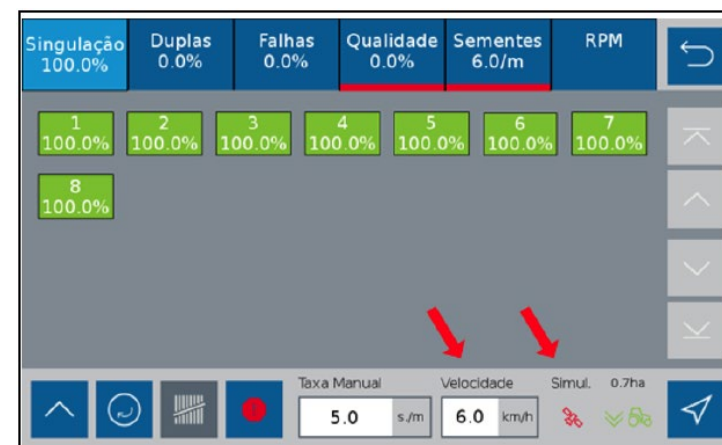 Singulação
100.0%
Duplas
0.0%
Falhas
0.0%
Qualidade
0.0%
Sementes
6.0/m
RPM
1
100.0%
2
100.0%
3
100.0%
4
100.0%
5
100.0%
6
100.0%
7
100.0%
8
100.0%
Taxa Manual
5.0 s./m
Velocidade
6.0 km/h
Simul. 0.7ha